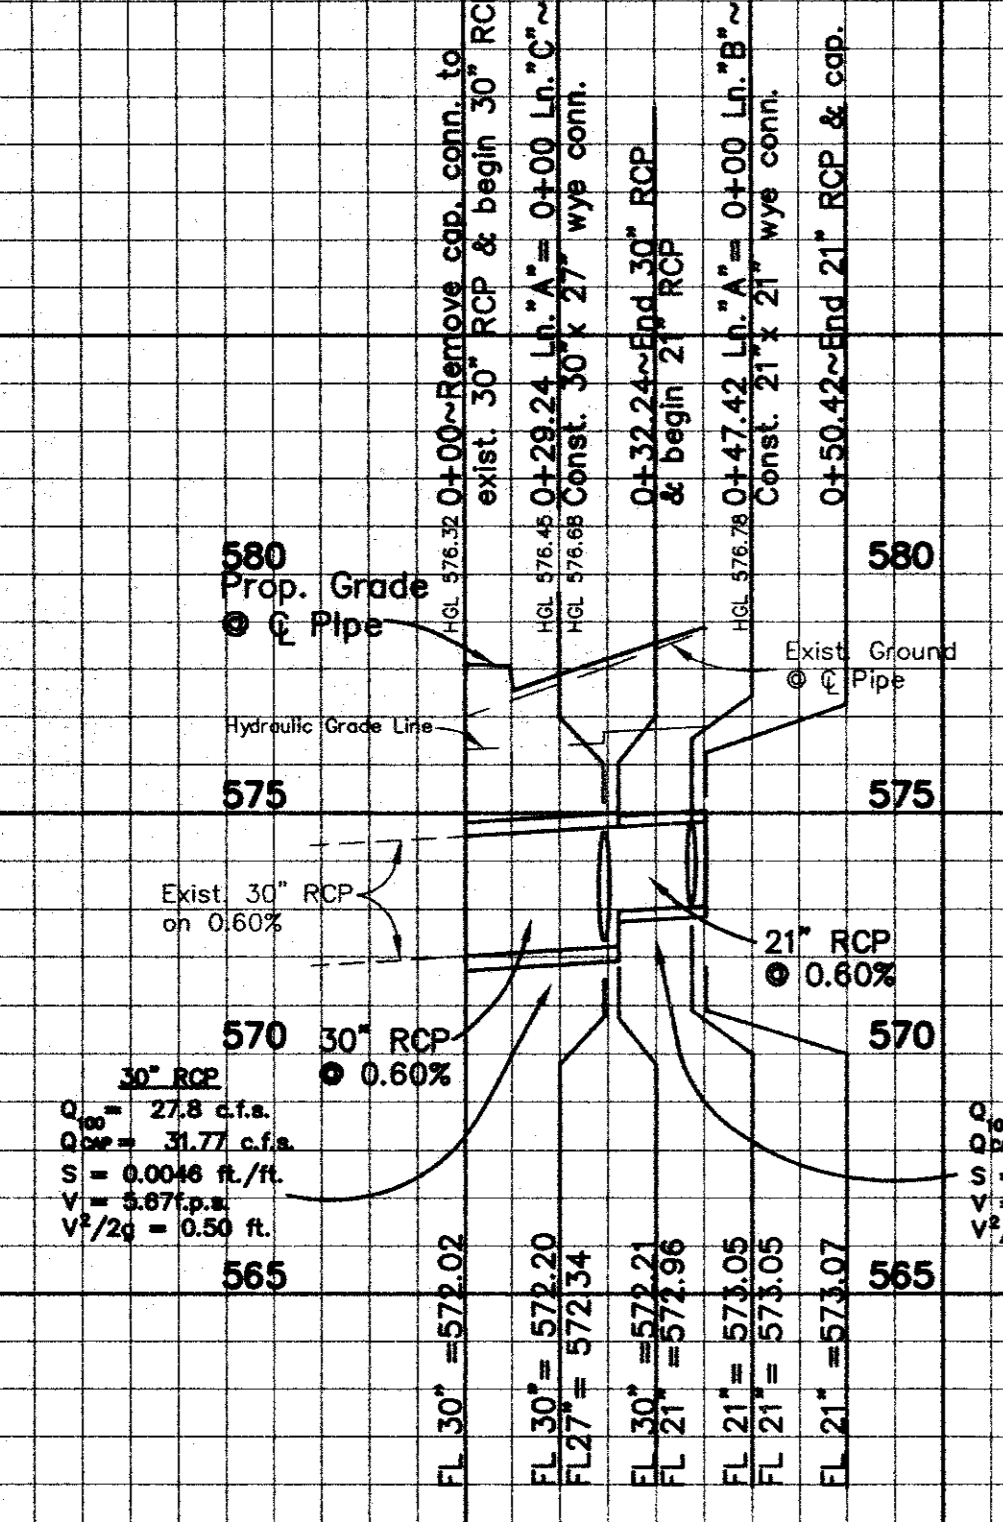 0+00~Remove cap, conn. to
exist. 30" RCP & begin 30" RC
HGL 576.32
0+29.24 Ln."A"= 0+00 Ln."C"~
Const. 30"x 27" wye conn.
HGL 576.45
HGL 576.68
0+32.24~End 30" RCP
& begin 21" RCP
0+47.42 Ln."A"= 0+00 Ln."B"~
Const. 21"x 21" wye conn.
HGL 576.78
0+50.42~End 21" RCP & cap.
580
580
Prop. Grade
@ ℄ Pipe
Exist. Ground
@ ℄ Pipe
Hydraulic Grade Line
575
575
Exist. 30" RCP
on 0.60%
21" RCP
@ 0.60%
570
570
30" RCP
@ 0.60%
30" RCP
Q100= 27.8 c.f.s.
QCAP= 31.77 c.f.s.
S = 0.0046 ft./ft.
V = 5.67f.p.s.
V²/2g = 0.50 ft.
Q100
S =
V =
565
565
FL 30" =572.02
FL 30"= 572.20
FL27"= 572.34
FL 30" =572.21
FL 21" =572.96
FL 21"= 573.05
FL 21"= 573.05
FL 21" =573.07